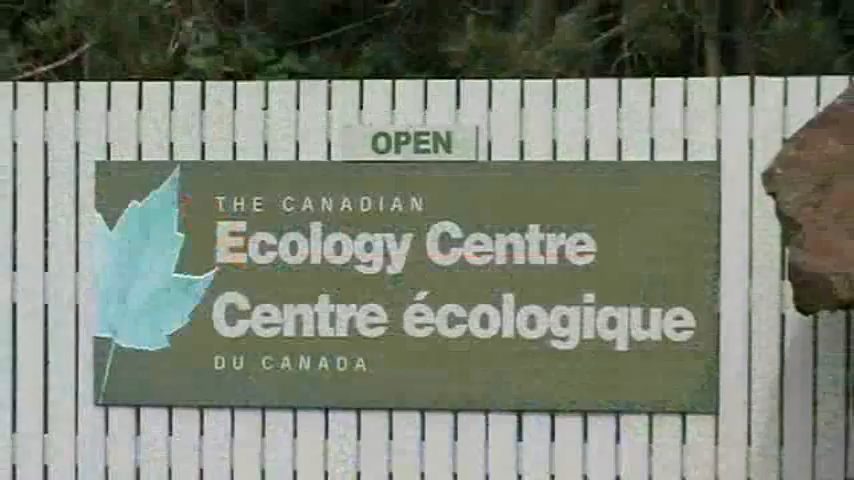 OPEN
THE CANADIAN
Ecology Centre
Centre écologique
DU CANADA